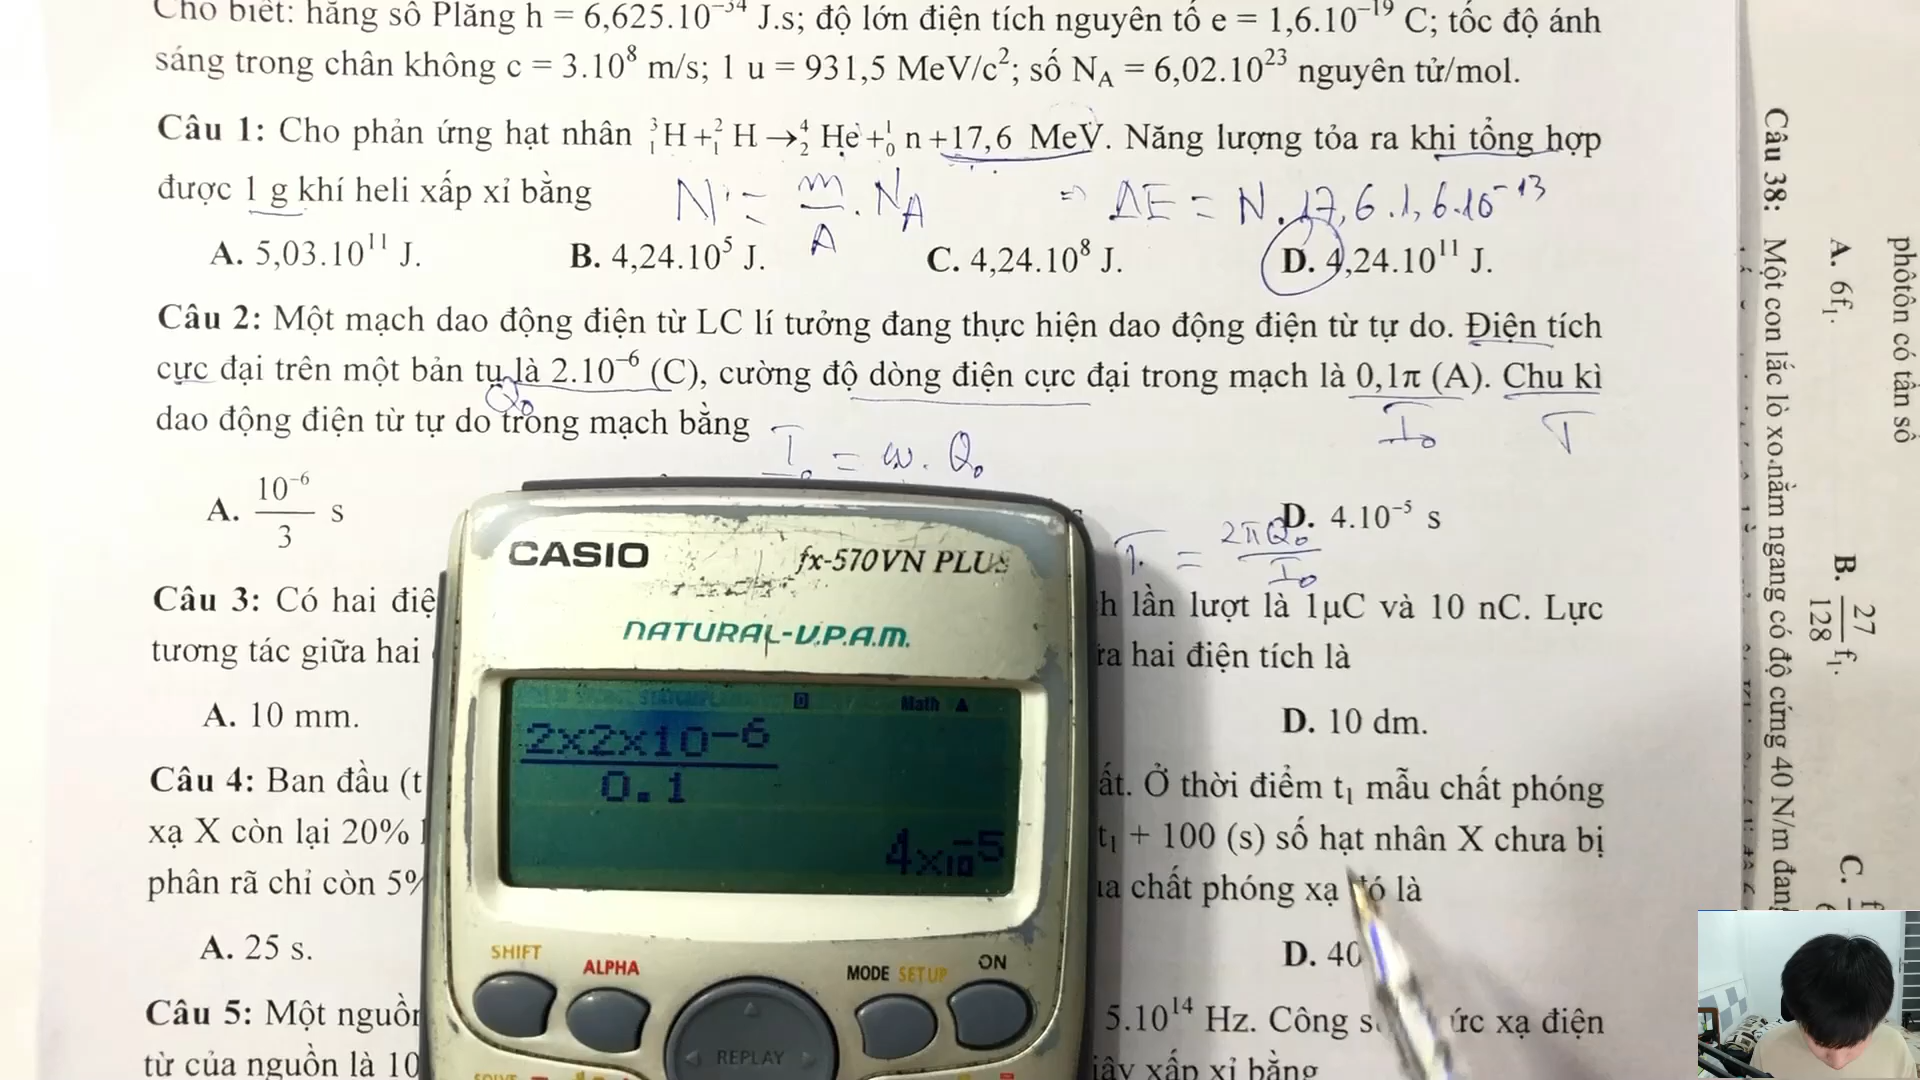 Cho biết: hằng số Plăng h = 6,625.10⁻³⁴ J.s; độ lớn điện tích nguyên tố e = 1,6.10⁻¹⁹ C; tốc độ ánh
sáng trong chân không c = 3.10⁸ m/s; 1 u = 931,5 MeV/c²; số N_A = 6,02.10²³ nguyên tử/mol.
Câu 1: Cho phản ứng hạt nhân ³₁H + ²₁H → ⁴₂He + ¹₀n + 17,6 MeV. Năng lượng tỏa ra khi tổng hợp
được 1 g khí heli xấp xỉ bằng
N = m/A . N_A ⇒ ΔE = N.17,6.1,6.10⁻¹³
A. 5,03.10¹¹ J. B. 4,24.10⁵ J. C. 4,24.10⁸ J. D. 4,24.10¹¹ J.
Câu 2: Một mạch dao động điện từ LC lí tưởng đang thực hiện dao động điện từ tự do. Điện tích
cực đại trên một bản tụ là 2.10⁻⁶ (C), cường độ dòng điện cực đại trong mạch là 0,1π (A). Chu kì
Q₀ I₀ T
dao động điện từ tự do trong mạch bằng
I₀ = ω . Q₀
A. 10⁻⁶/3 s D. 4.10⁻⁵ s
T = 2πQ₀/I₀
Câu 3: Có hai điệ h lần lượt là 1μC và 10 nC. Lực
tương tác giữa hai ra hai điện tích là
A. 10 mm. D. 10 dm.
Câu 4: Ban đầu (t ất. Ở thời điểm t₁ mẫu chất phóng
xạ X còn lại 20% t₁ + 100 (s) số hạt nhân X chưa bị
phân rã chỉ còn 5% ủa chất phóng xạ đó là
A. 25 s. D. 40
Câu 5: Một nguồn 5.10¹⁴ Hz. Công s ức xạ điện
từ của nguồn là 10 iây xấp xỉ bằng
CASIO fx-570VN PLUS
NATURAL-V.P.A.M.
Math ▲
2×2×10⁻⁶
0.1
4×10⁻⁵
SHIFT ALPHA MODE SETUP ON
REPLAY
SOLVE
phôtôn có tần số
A. 6f₁. B. 27/128 f₁. C.
Câu 38: Một con lắc lò xo nằm ngang có độ cứng 40 N/m đang